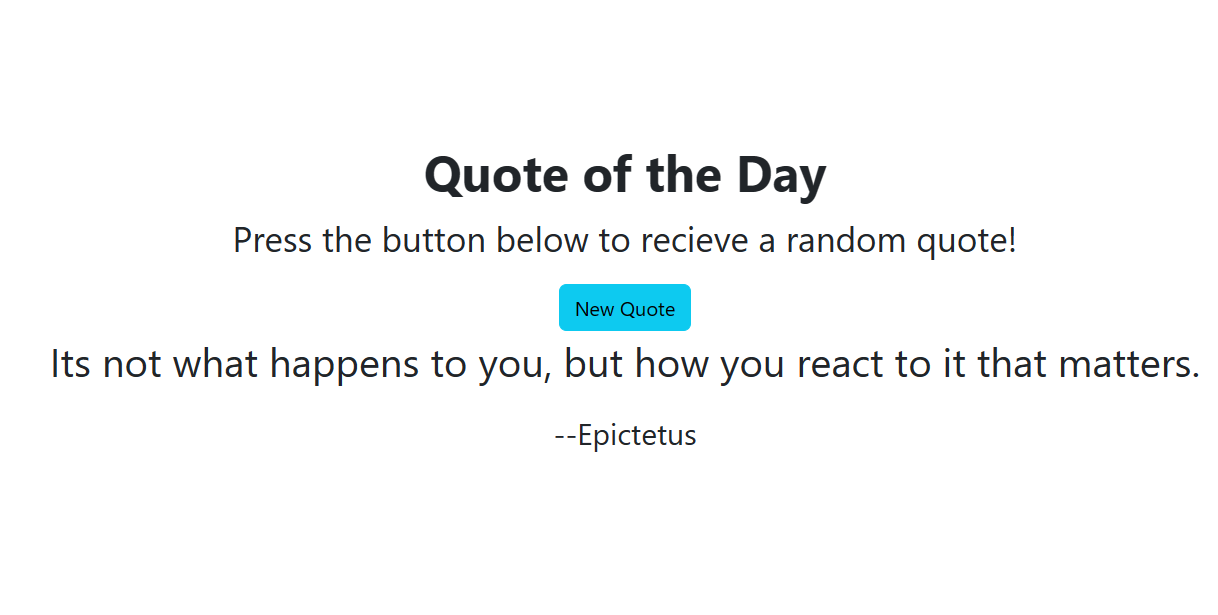 Quote of the Day
Press the button below to recieve a random quote!
New Quote
Its not what happens to you, but how you react to it that matters.
--Epictetus